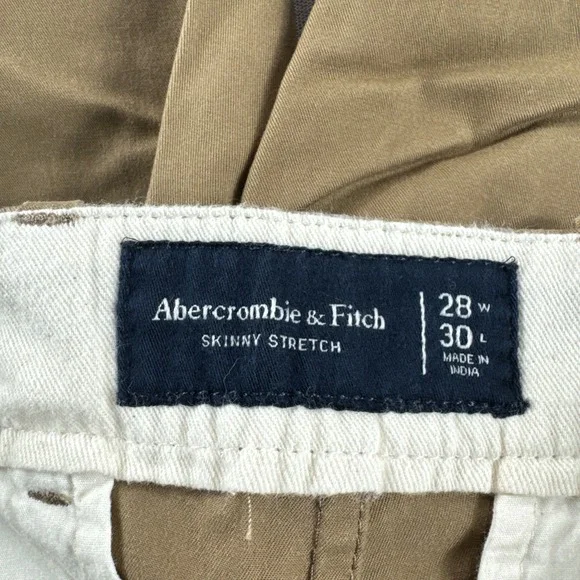 Abercrombie & Fitch
SKINNY STRETCH
28 W
30 L
MADE IN
INDIA